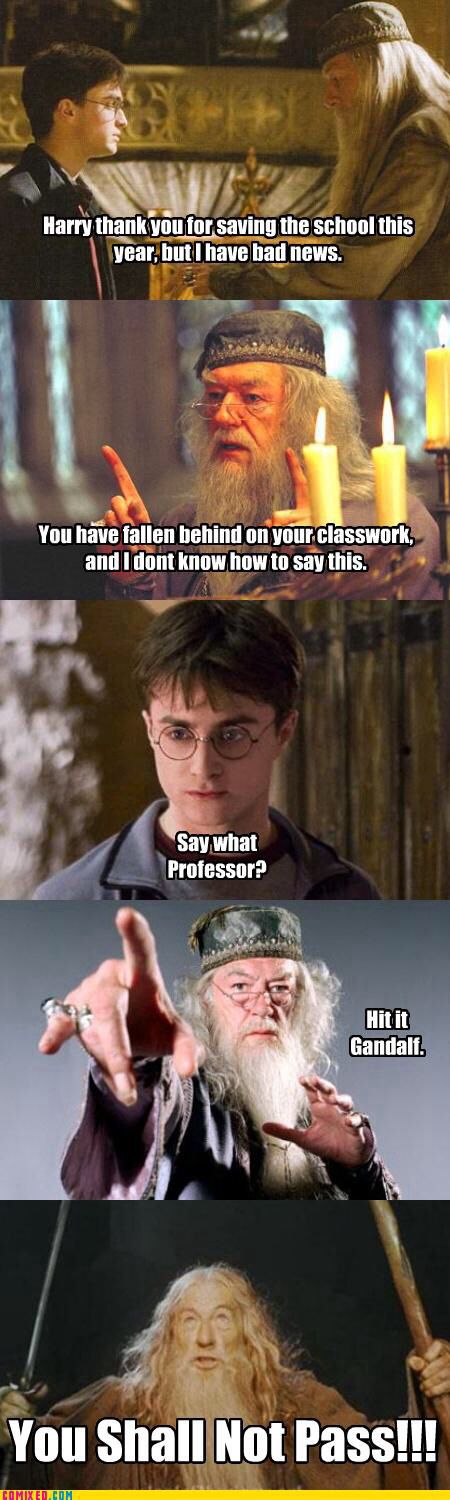 Harry thank you for saving the school this
year, but I have bad news.
You have fallen behind on your classwork,
and I dont know how to say this.
Say what
Professor?
Hit it
Gandalf.
You Shall Not Pass!!!
COMIXED.COM